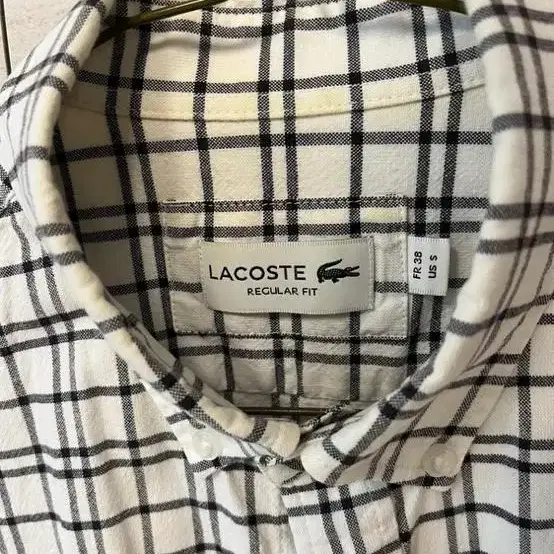 LACOSTE
REGULAR FIT
FR 38
US S